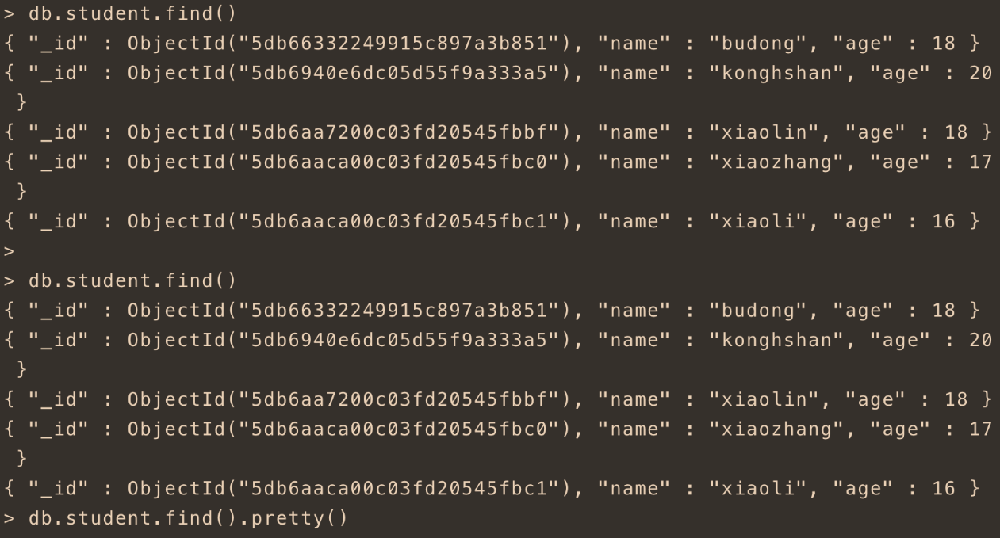 > db.student.find()
{ "_id" : ObjectId("5db66332249915c897a3b851"), "name" : "budong", "age" : 18 }
{ "_id" : ObjectId("5db6940e6dc05d55f9a333a5"), "name" : "konghshan", "age" : 20
 }
{ "_id" : ObjectId("5db6aa7200c03fd20545fbbf"), "name" : "xiaolin", "age" : 18 }
{ "_id" : ObjectId("5db6aaca00c03fd20545fbc0"), "name" : "xiaozhang", "age" : 17
 }
{ "_id" : ObjectId("5db6aaca00c03fd20545fbc1"), "name" : "xiaoli", "age" : 16 }
>
> db.student.find()
{ "_id" : ObjectId("5db66332249915c897a3b851"), "name" : "budong", "age" : 18 }
{ "_id" : ObjectId("5db6940e6dc05d55f9a333a5"), "name" : "konghshan", "age" : 20
 }
{ "_id" : ObjectId("5db6aa7200c03fd20545fbbf"), "name" : "xiaolin", "age" : 18 }
{ "_id" : ObjectId("5db6aaca00c03fd20545fbc0"), "name" : "xiaozhang", "age" : 17
 }
{ "_id" : ObjectId("5db6aaca00c03fd20545fbc1"), "name" : "xiaoli", "age" : 16 }
> db.student.find().pretty()